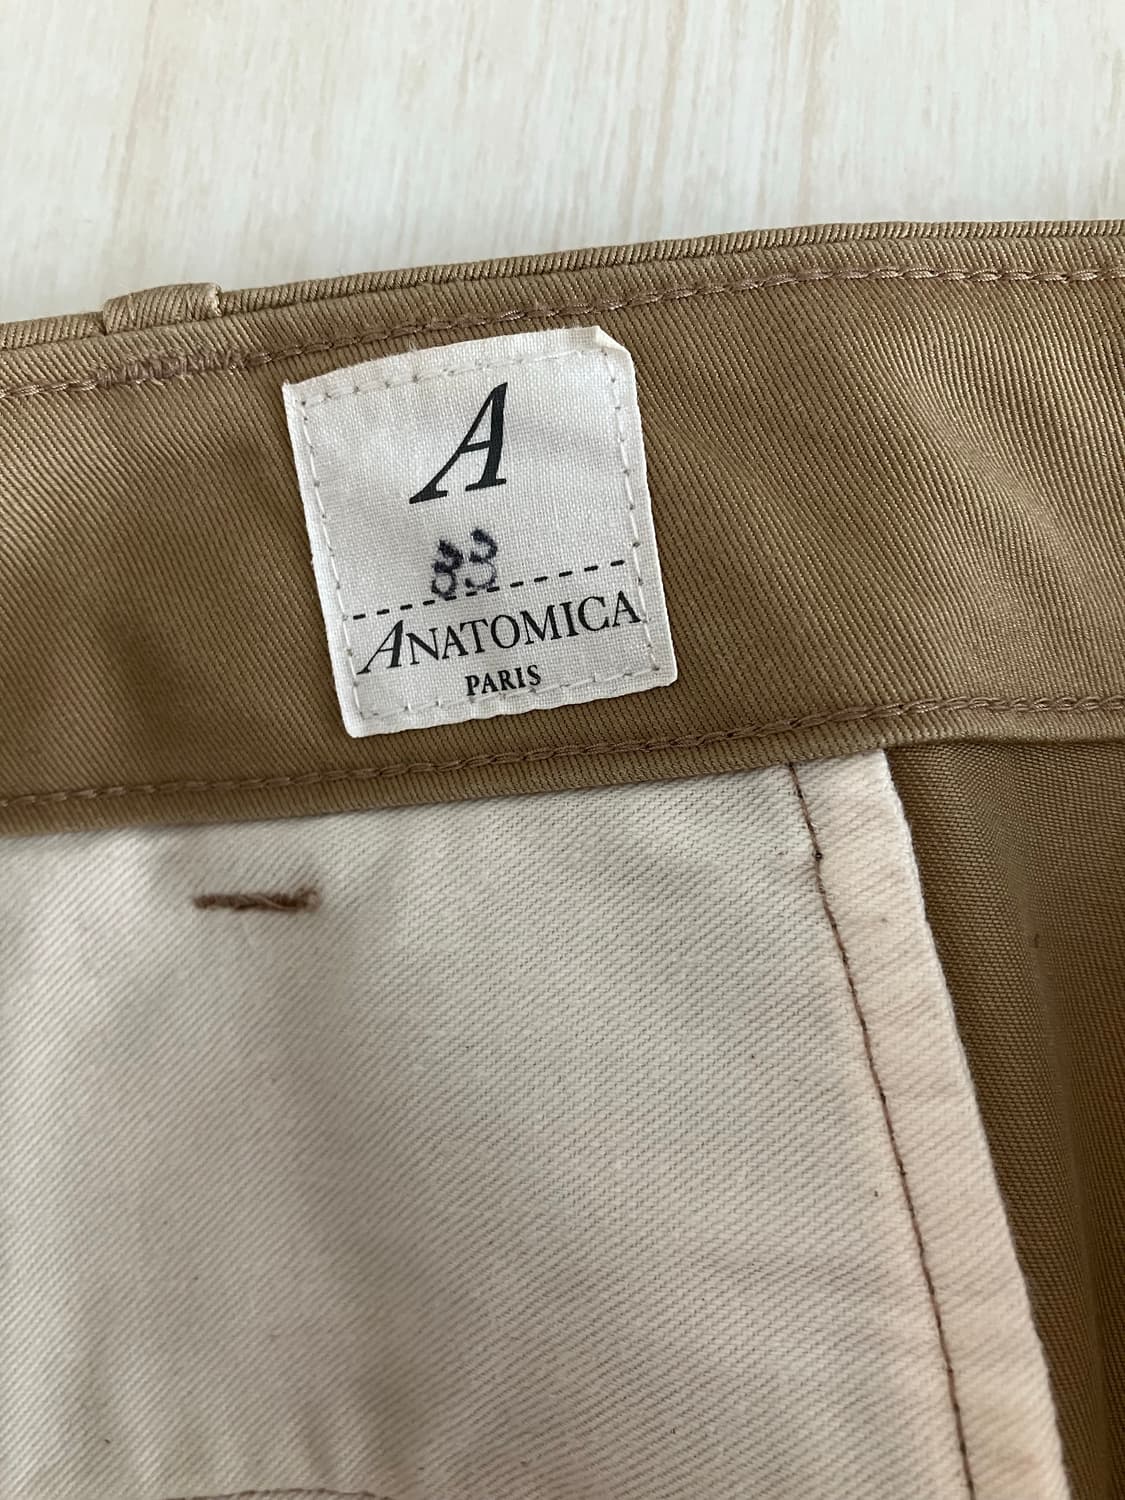 A
33
ANATOMICA
PARIS